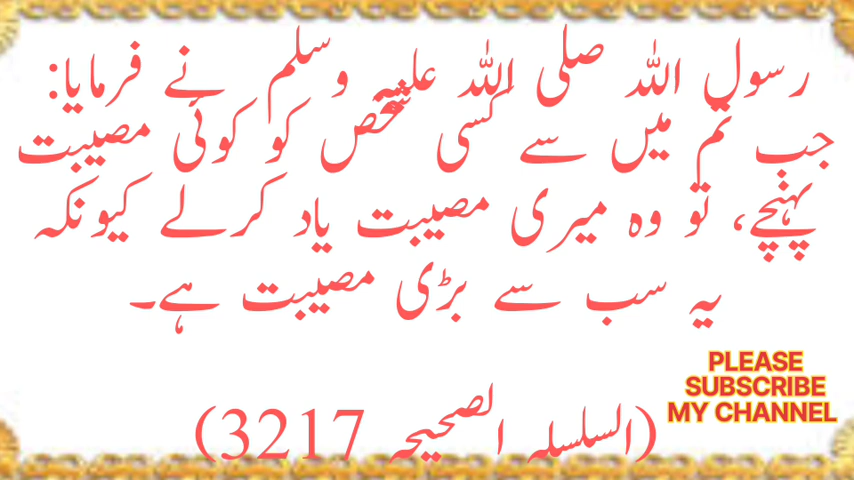 رسول اللہ صلی اللہ علیہ وسلم نے فرمایا:
جب تم میں سے کسی شخص کو کوئی مصیبت
پہنچے، تو وہ میری مصیبت یاد کرلے کیونکہ
یہ سب سے بڑی مصیبت ہے۔
PLEASE
SUBSCRIBE
MY CHANNEL
(السلسلہ الصحیحہ 3217)